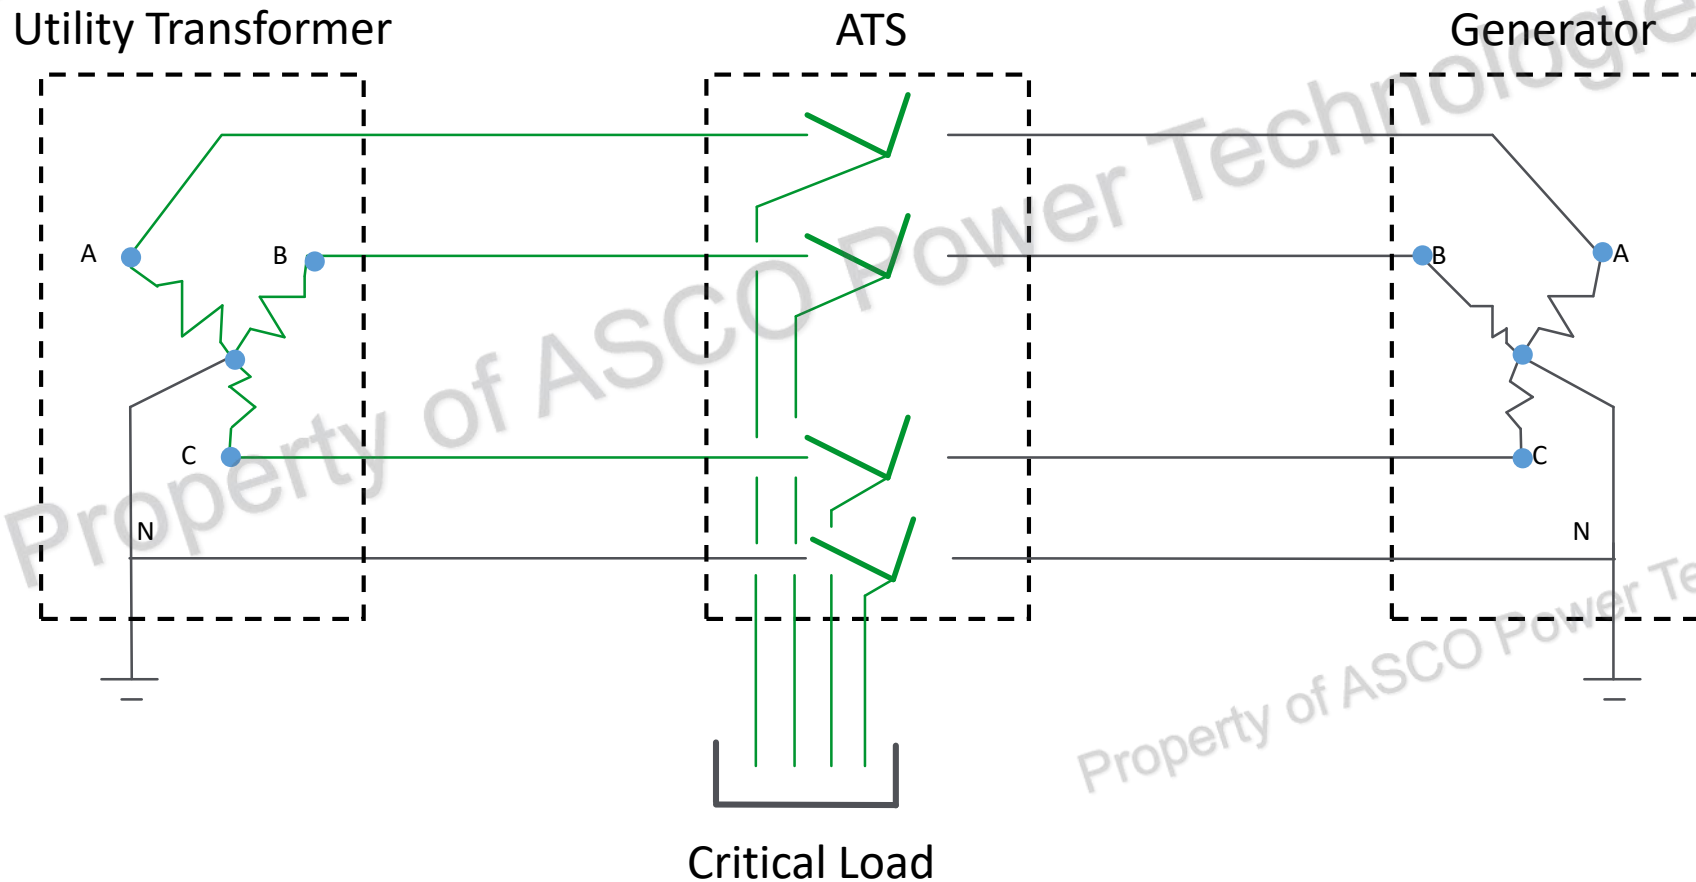 Utility Transformer
ATS
Generator
A
B
B
A
C
C
N
N
Critical Load
Property of ASCO Power Technologie
Property of ASCO Power Te